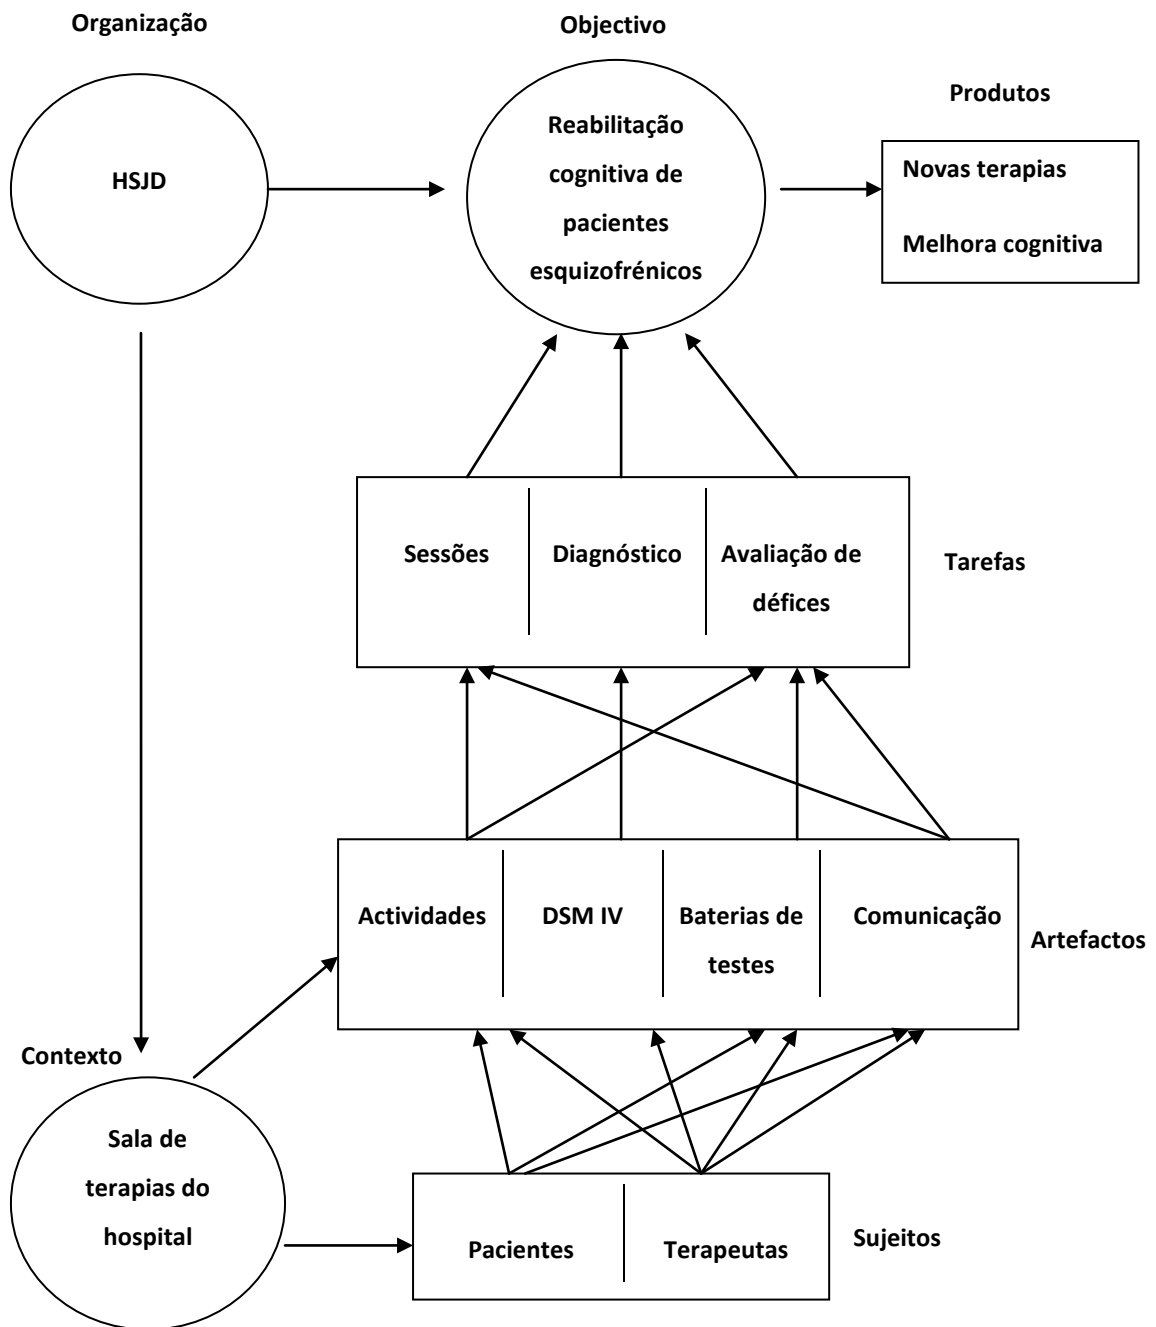 Organização
Objectivo
Produtos
HSJD
Reabilitação
cognitiva de
pacientes
esquizofrénicos
Novas terapias
Melhora cognitiva
Sessões
Diagnóstico
Avaliação de
défices
Tarefas
Actividades
DSM IV
Baterias de
testes
Comunicação
Artefactos
Contexto
Sala de
terapias do
hospital
Pacientes
Terapeutas
Sujeitos